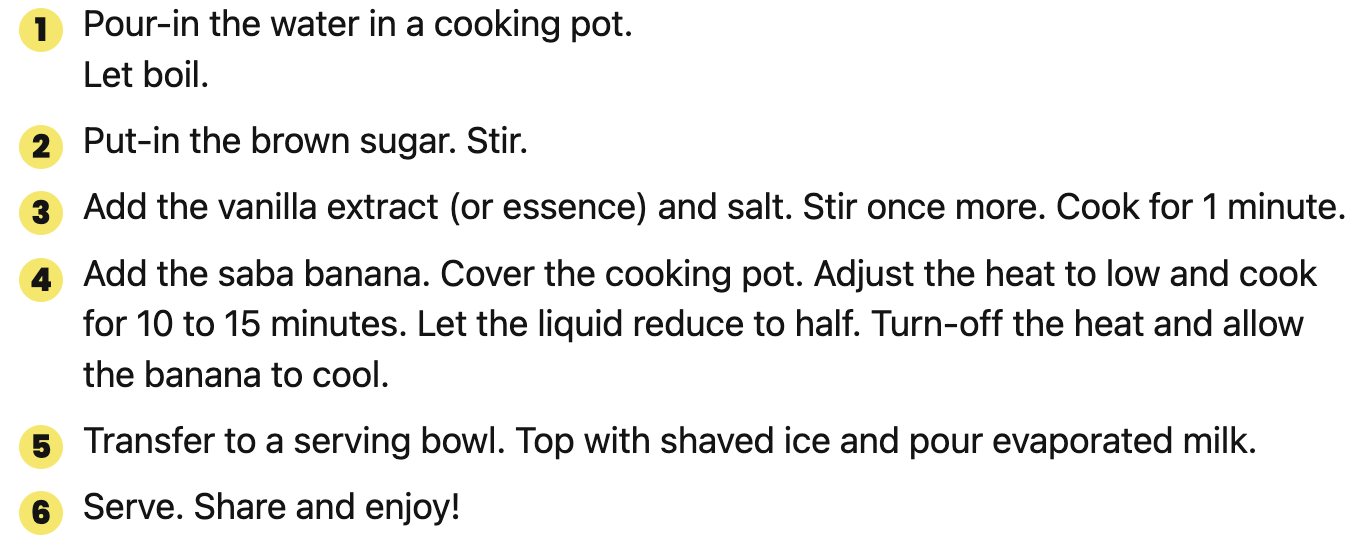 1 Pour-in the water in a cooking pot.
Let boil.
2 Put-in the brown sugar. Stir.
3 Add the vanilla extract (or essence) and salt. Stir once more. Cook for 1 minute.
4 Add the saba banana. Cover the cooking pot. Adjust the heat to low and cook
for 10 to 15 minutes. Let the liquid reduce to half. Turn-off the heat and allow
the banana to cool.
5 Transfer to a serving bowl. Top with shaved ice and pour evaporated milk.
6 Serve. Share and enjoy!